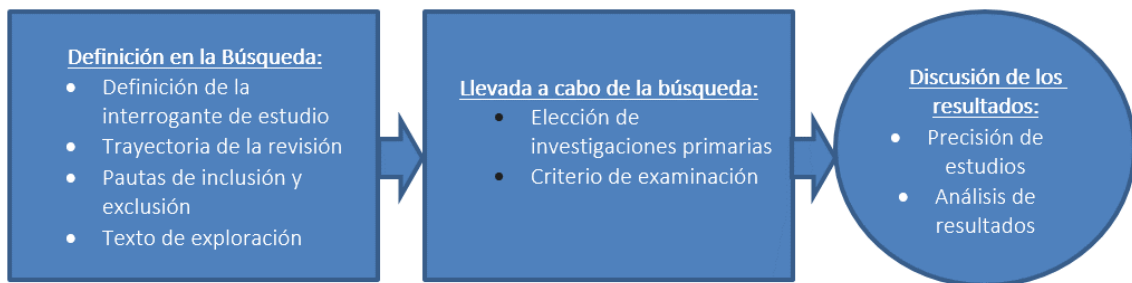 Definición en la Búsqueda:
• Definición de la
interrogante de estudio
• Trayectoria de la revisión
• Pautas de inclusión y
exclusión
• Texto de exploración
Llevada a cabo de la búsqueda:
• Elección de
investigaciones primarias
• Criterio de examinación
Discusión de los
resultados:
• Precisión de
estudios
• Análisis de
resultados